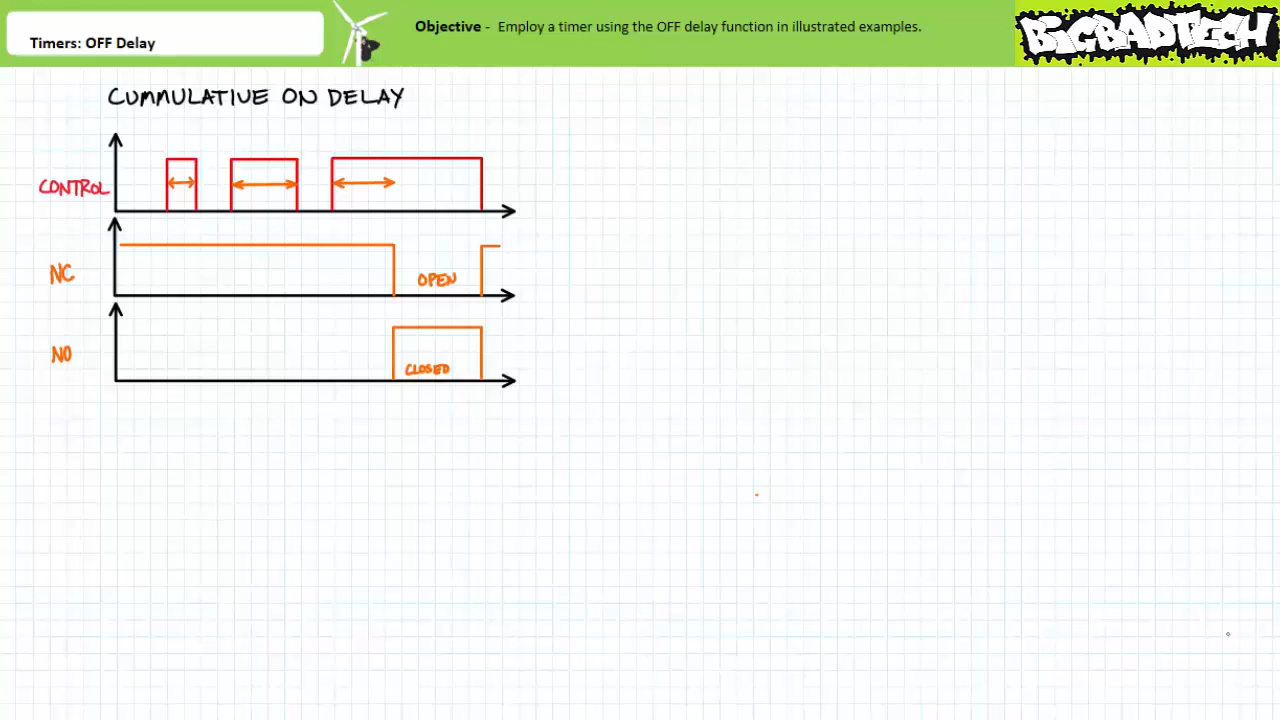 Timers: OFF Delay
Objective - Employ a timer using the OFF delay function in illustrated examples.
BIGBADTECH
CUMMULATIVE ON DELAY
CONTROL
NC
OPEN
NO
CLOSED